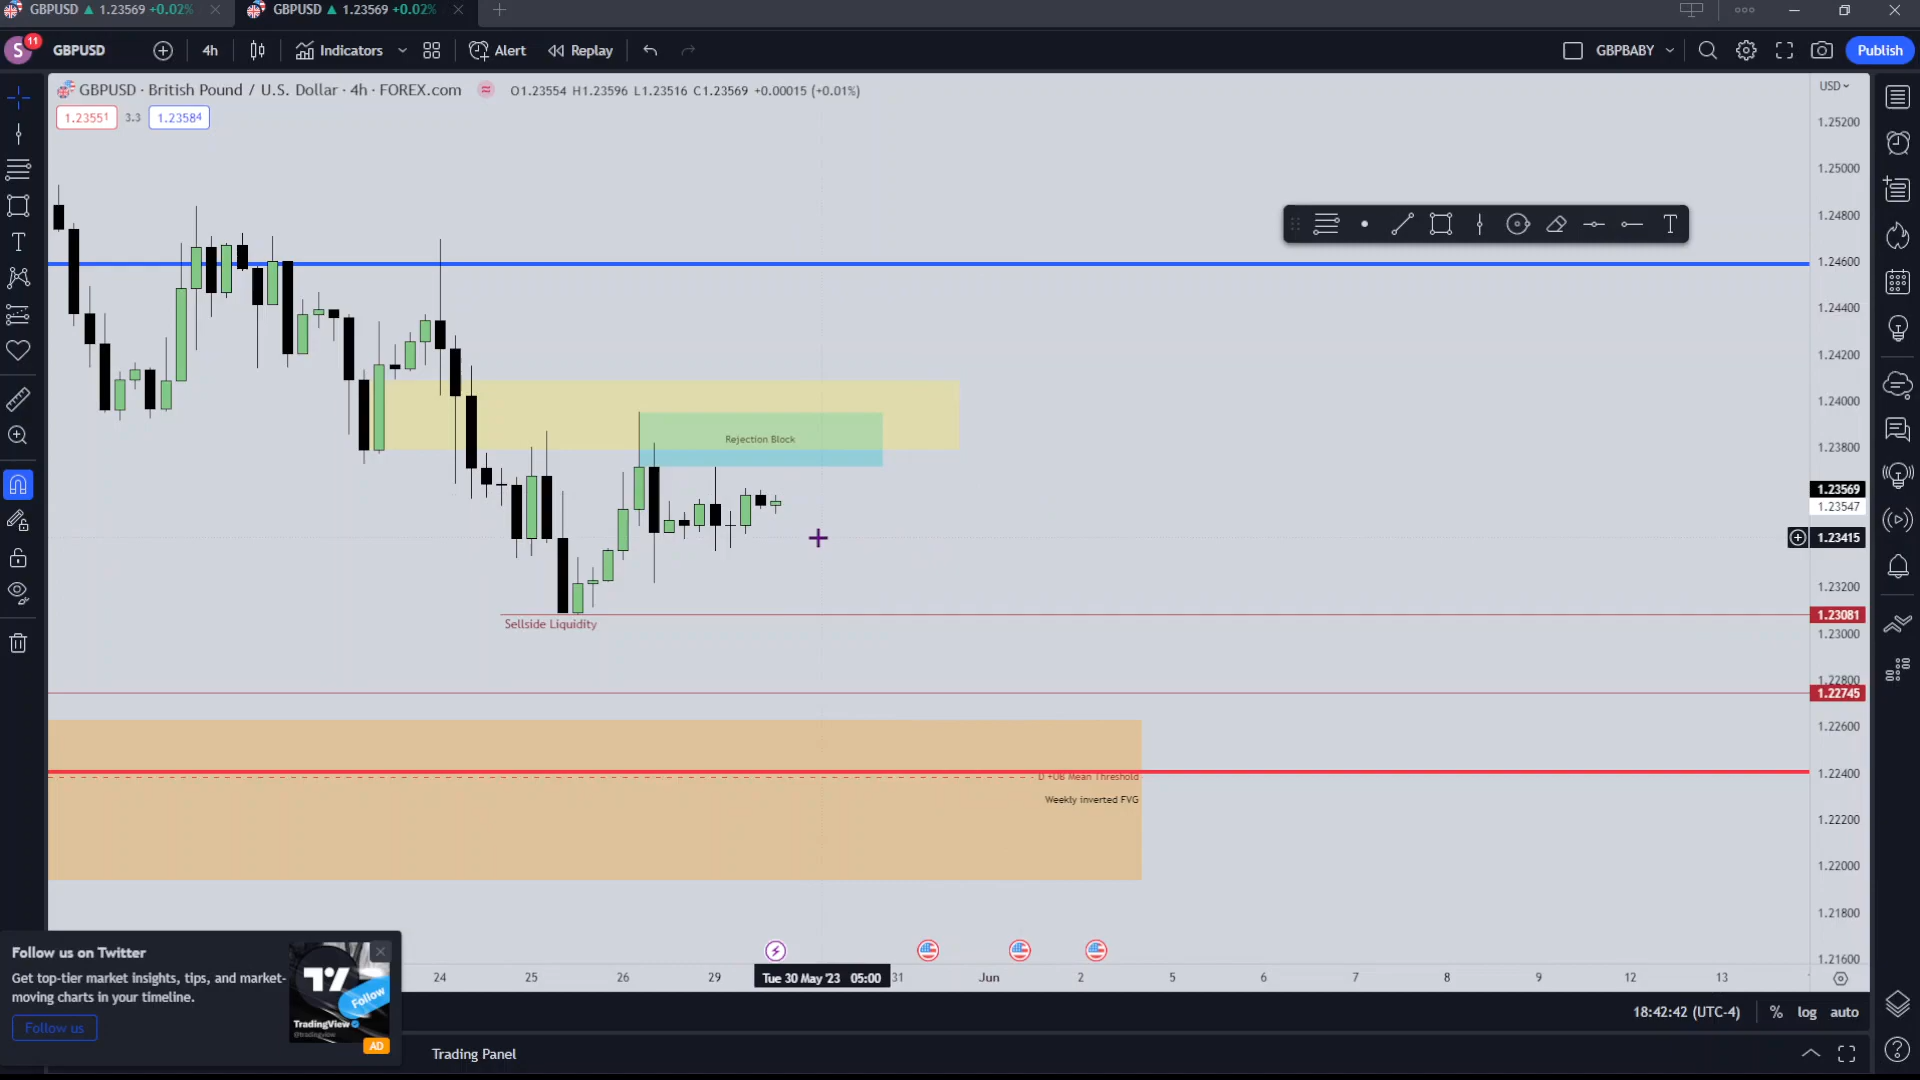 GBPUSD ▲ 1.23569 +0.02%
GBPUSD ▲ 1.23569 +0.02%
S 11 GBPUSD 4h Indicators Alert Replay GBPBABY Publish
GBPUSD · British Pound / U.S. Dollar · 4h · FOREX.com O1.23554 H1.23596 L1.23516 C1.23569 +0.00015 (+0.01%)
1.23551 3.3 1.23584
USD
1.25200
1.25000
1.24800
1.24600
1.24400
1.24200
1.24000
1.23800
1.23569
1.23547
1.23415
1.23200
1.23081
1.23000
1.22800
1.22745
1.22600
1.22400
1.22200
1.22000
1.21800
1.21600
T
T
Rejection Block
Sellside Liquidity
D +OB Mean Threshold
Weekly inverted FVG
24 25 26 29 Tue 30 May '23 05:00 31 Jun 2 5 6 7 8 9 12 13
Follow us on Twitter
Get top-tier market insights, tips, and market-
moving charts in your timeline.
Follow us
Follow
TradingView
@tradingview
AD
18:42:42 (UTC-4) % log auto
Trading Panel